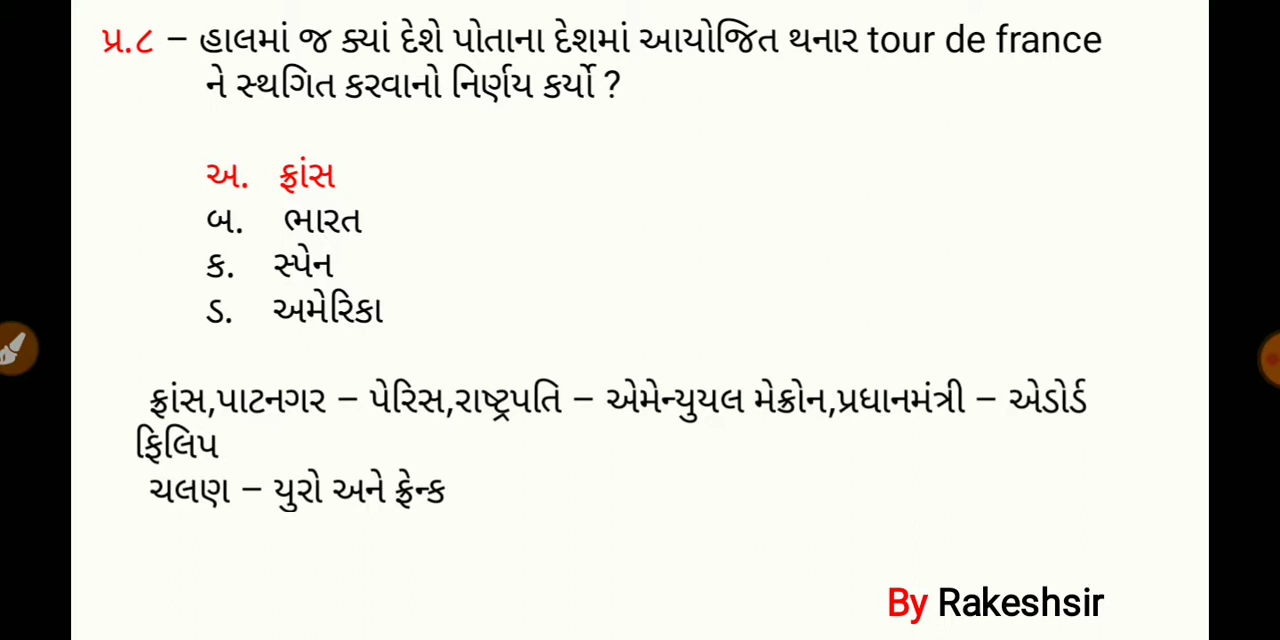 પ્ર.૮ – હાલમાં જ ક્યાં દેશે પોતાના દેશમાં આયોજિત થનાર tour de france
ને સ્થગિત કરવાનો નિર્ણય કર્યો ?
અ. ફ્રાંસ
બ. ભારત
ક. સ્પેન
ડ. અમેરિકા
ફ્રાંસ,પાટનગર – પેરિસ,રાષ્ટ્રપતિ – એમેન્યુયલ મેક્રોન,પ્રધાનમંત્રી – એડોર્ડ
ફિલિપ
ચલણ – યુરો અને ફ્રેન્ક
By Rakeshsir